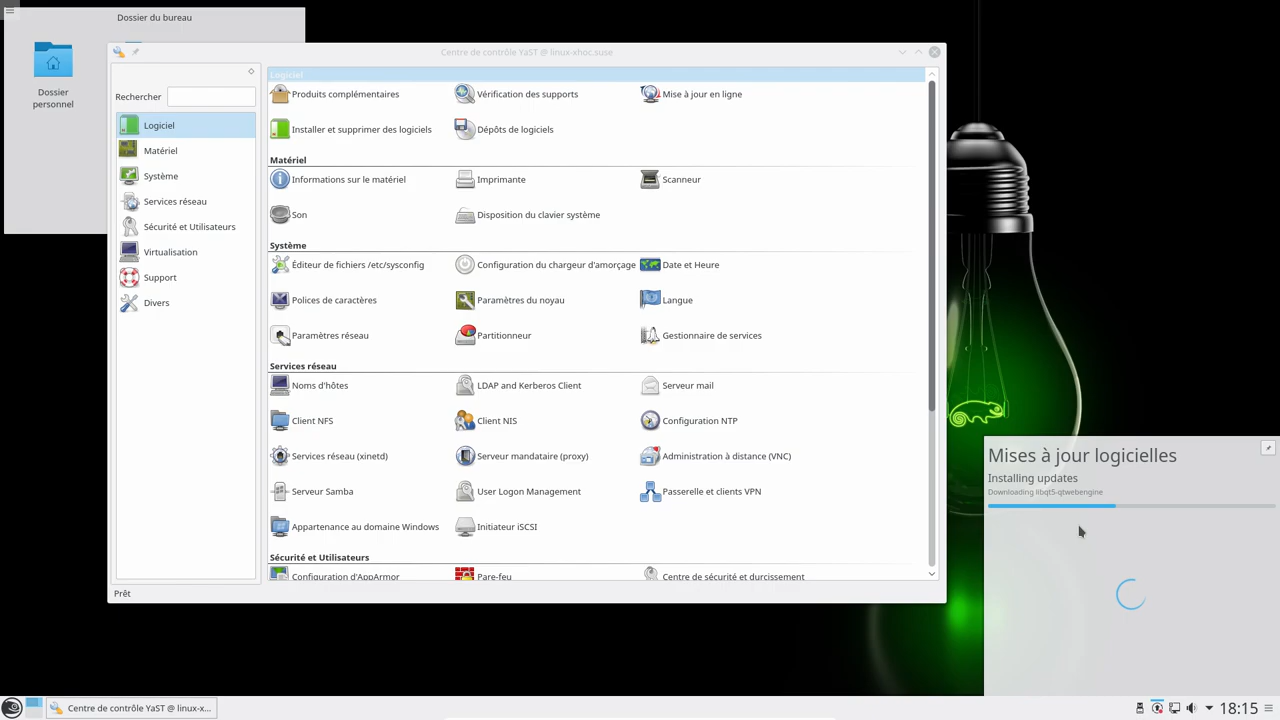 Dossier du bureau
Dossier
personnel
Centre de contrôle YaST @ linux-xhoc.suse
Rechercher
Logiciel
Matériel
Système
Services réseau
Sécurité et Utilisateurs
Virtualisation
Support
Divers
Logiciel
Produits complémentaires
Vérification des supports
Mise à jour en ligne
Installer et supprimer des logiciels
Dépôts de logiciels
Matériel
Informations sur le matériel
Imprimante
Scanneur
Son
Disposition du clavier système
Système
Éditeur de fichiers /etc/sysconfig
Configuration du chargeur d'amorçage
Date et Heure
Polices de caractères
Paramètres du noyau
Langue
Paramètres réseau
Partitionneur
Gestionnaire de services
Services réseau
Noms d'hôtes
LDAP and Kerberos Client
Serveur mail
Client NFS
Client NIS
Configuration NTP
Services réseau (xinetd)
Serveur mandataire (proxy)
Administration à distance (VNC)
Serveur Samba
User Logon Management
Passerelle et clients VPN
Appartenance au domaine Windows
Initiateur iSCSI
Sécurité et Utilisateurs
Configuration d'AppArmor
Pare-feu
Centre de sécurité et durcissement
Prêt
Mises à jour logicielles
Installing updates
Downloading libqt5-qtwebengine
Centre de contrôle YaST @ linux-x...
18:15